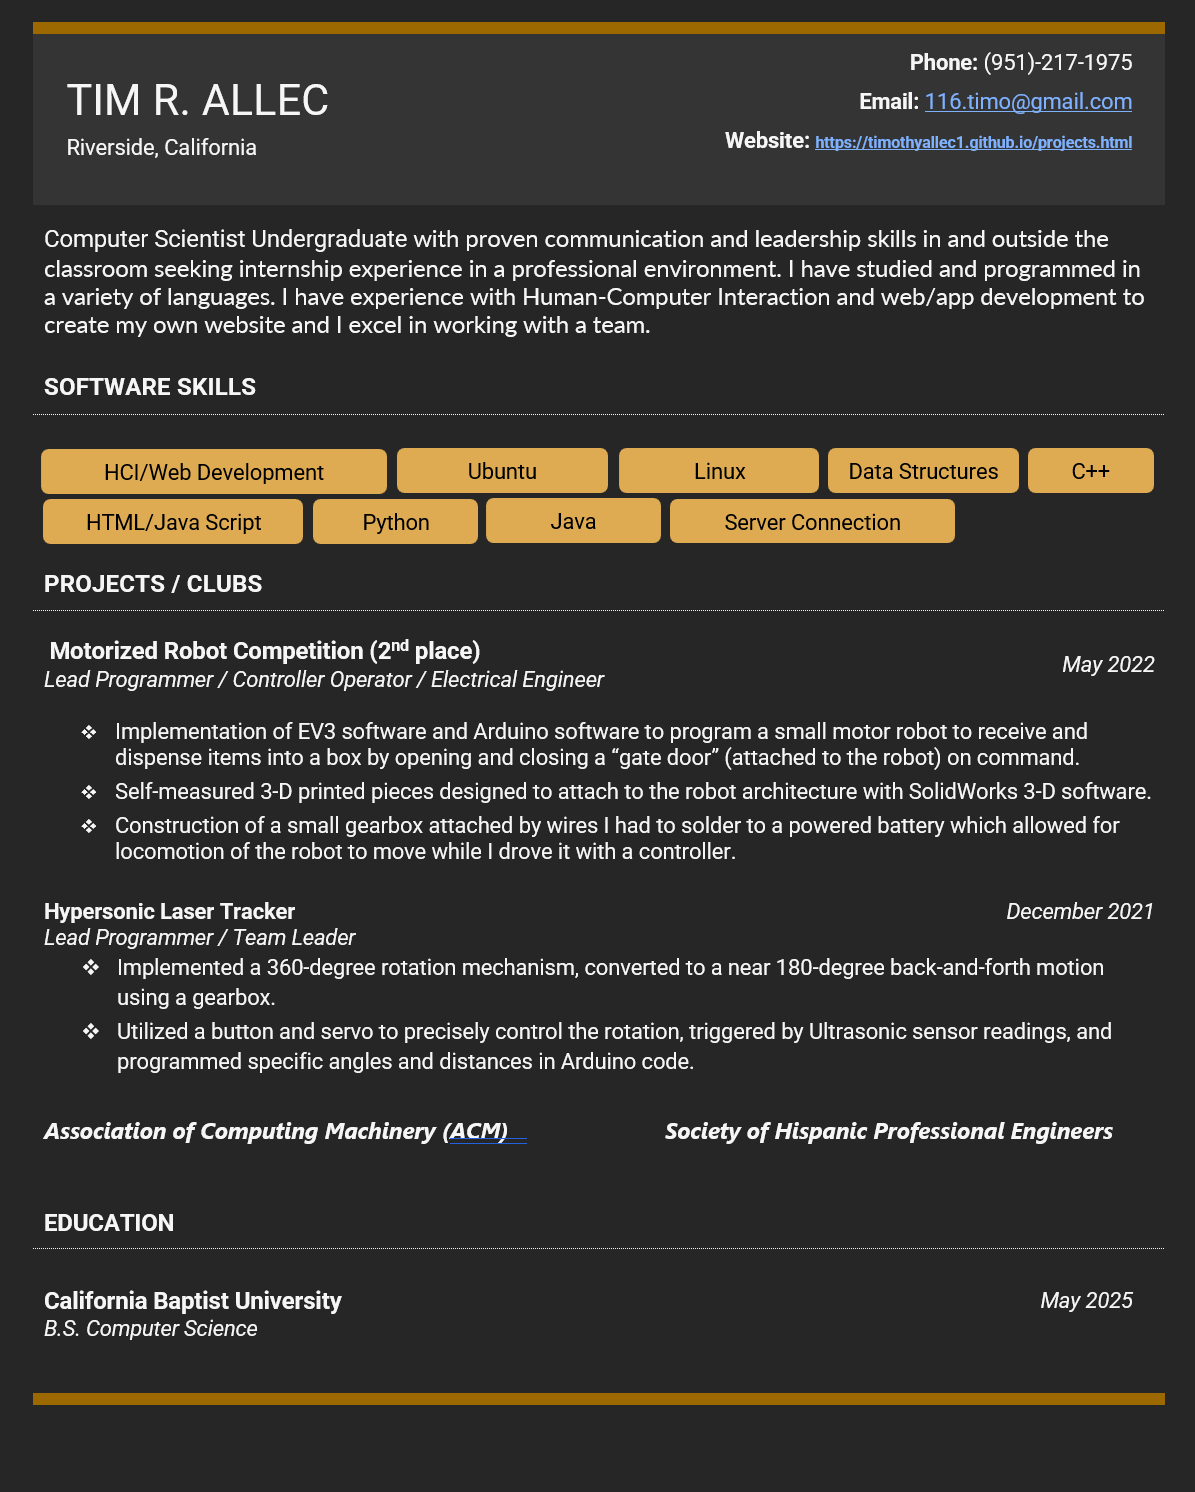 TIM R. ALLEC
Riverside, California
Phone: (951)-217-1975
Email: 116.timo@gmail.com
Website: https://timothyallec1.github.io/projects.html
Computer Scientist Undergraduate with proven communication and leadership skills in and outside the
classroom seeking internship experience in a professional environment. I have studied and programmed in
a variety of languages. I have experience with Human-Computer Interaction and web/app development to
create my own website and I excel in working with a team.
SOFTWARE SKILLS
HCI/Web Development Ubuntu Linux Data Structures C++
HTML/Java Script Python Java Server Connection
PROJECTS / CLUBS
Motorized Robot Competition (2nd place)
May 2022
Lead Programmer / Controller Operator / Electrical Engineer
❖ Implementation of EV3 software and Arduino software to program a small motor robot to receive and
dispense items into a box by opening and closing a “gate door” (attached to the robot) on command.
❖ Self-measured 3-D printed pieces designed to attach to the robot architecture with SolidWorks 3-D software.
❖ Construction of a small gearbox attached by wires I had to solder to a powered battery which allowed for
locomotion of the robot to move while I drove it with a controller.
Hypersonic Laser Tracker December 2021
Lead Programmer / Team Leader
❖ Implemented a 360-degree rotation mechanism, converted to a near 180-degree back-and-forth motion
using a gearbox.
❖ Utilized a button and servo to precisely control the rotation, triggered by Ultrasonic sensor readings, and
programmed specific angles and distances in Arduino code.
Association of Computing Machinery (ACM) Society of Hispanic Professional Engineers
EDUCATION
California Baptist University May 2025
B.S. Computer Science